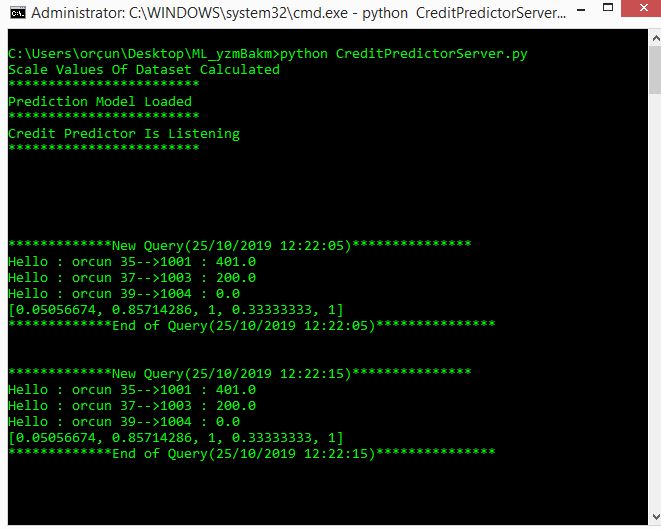 Administrator: C:\WINDOWS\system32\cmd.exe - python  CreditPredictorServer...
C:\Users\orçun\Desktop\ML_yzmBakm>python CreditPredictorServer.py
Scale Values Of Dataset Calculated
************************
Prediction Model Loaded
************************
Credit Predictor Is Listening
************************
*************New Query(25/10/2019 12:22:05)***************
Hello : orcun 35-->1001 : 401.0
Hello : orcun 37-->1003 : 200.0
Hello : orcun 39-->1004 : 0.0
[0.05056674, 0.85714286, 1, 0.33333333, 1]
*************End of Query(25/10/2019 12:22:05)***************
*************New Query(25/10/2019 12:22:15)***************
Hello : orcun 35-->1001 : 401.0
Hello : orcun 37-->1003 : 200.0
Hello : orcun 39-->1004 : 0.0
[0.05056674, 0.85714286, 1, 0.33333333, 1]
*************End of Query(25/10/2019 12:22:15)***************